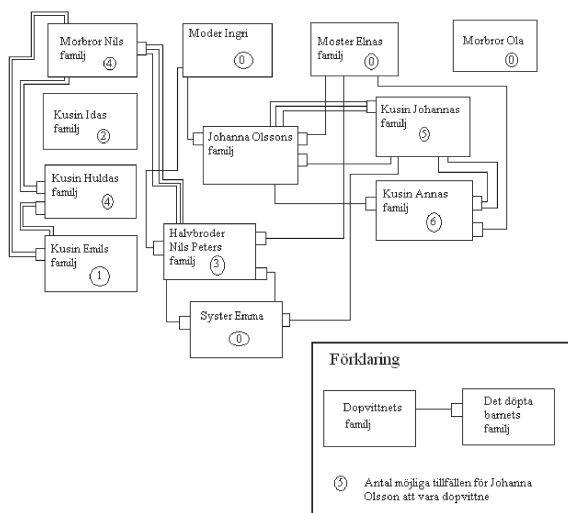 Morbror Nils
familj
4
Moder Ingri
0
Moster Elnas
familj
0
Morbror Ola
0
Kusin Idas
familj
2
Johanna Olssons
familj
Kusin Johannas
familj
5
Kusin Huldas
familj
4
Kusin Annas
familj
6
Halvbroder
Nils Peters
familj
3
Kusin Emils
familj
1
Syster Emma
0
Förklaring
Dopvittnets
familj
Det döpta
barnets
familj
5 Antal möjliga tillfällen för Johanna
Olsson att vara dopvittne